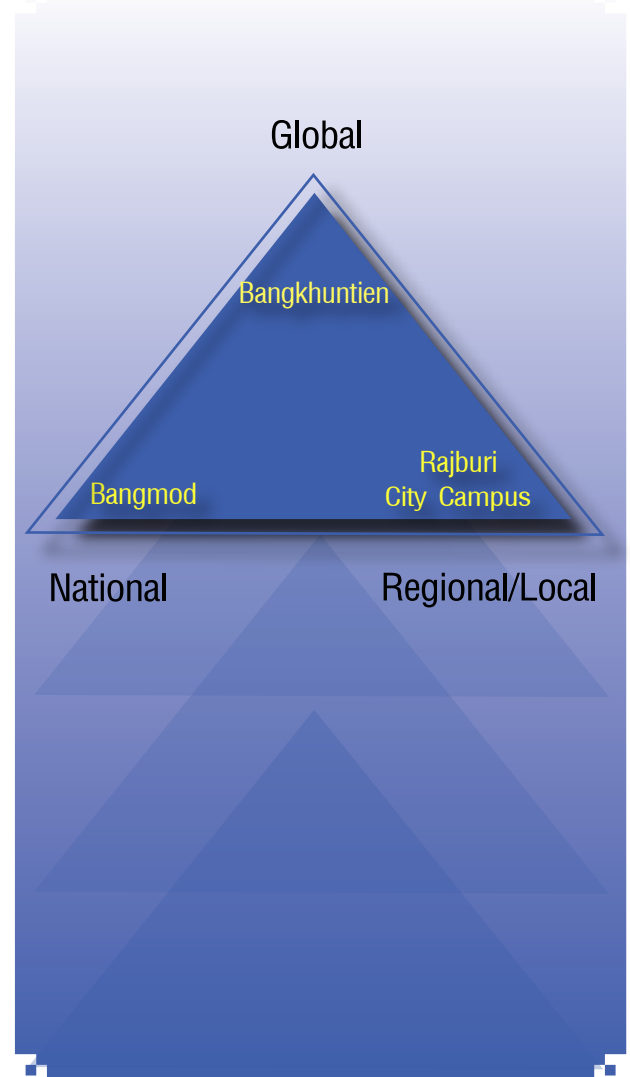 Global
Bangkhuntien
Rajburi
Bangmod
City Campus
National
Regional/Local